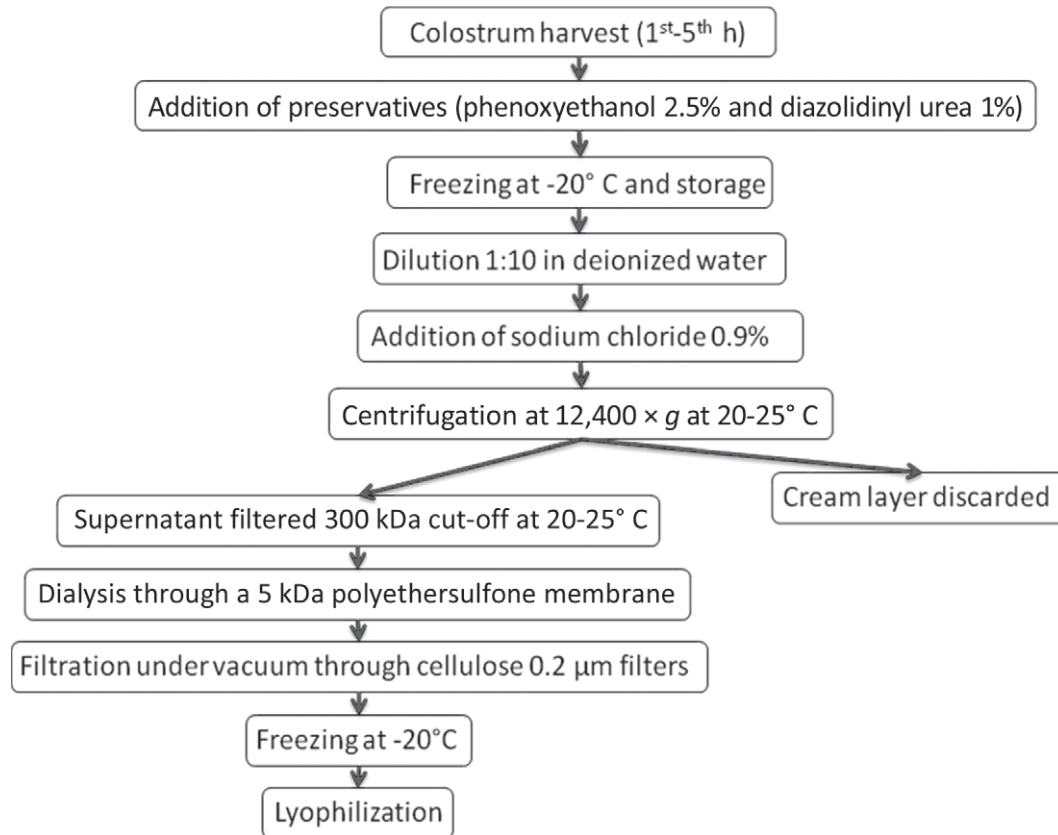 Colostrum harvest (1st-5th h)
Addition of preservatives (phenoxyethanol 2.5% and diazolidinyl urea 1%)
Freezing at -20° C and storage
Dilution 1:10 in deionized water
Addition of sodium chloride 0.9%
Centrifugation at 12,400 × g at 20-25° C
Cream layer discarded
Supernatant filtered 300 kDa cut-off at 20-25° C
Dialysis through a 5 kDa polyethersulfone membrane
Filtration under vacuum through cellulose 0.2 µm filters
Freezing at -20°C
Lyophilization